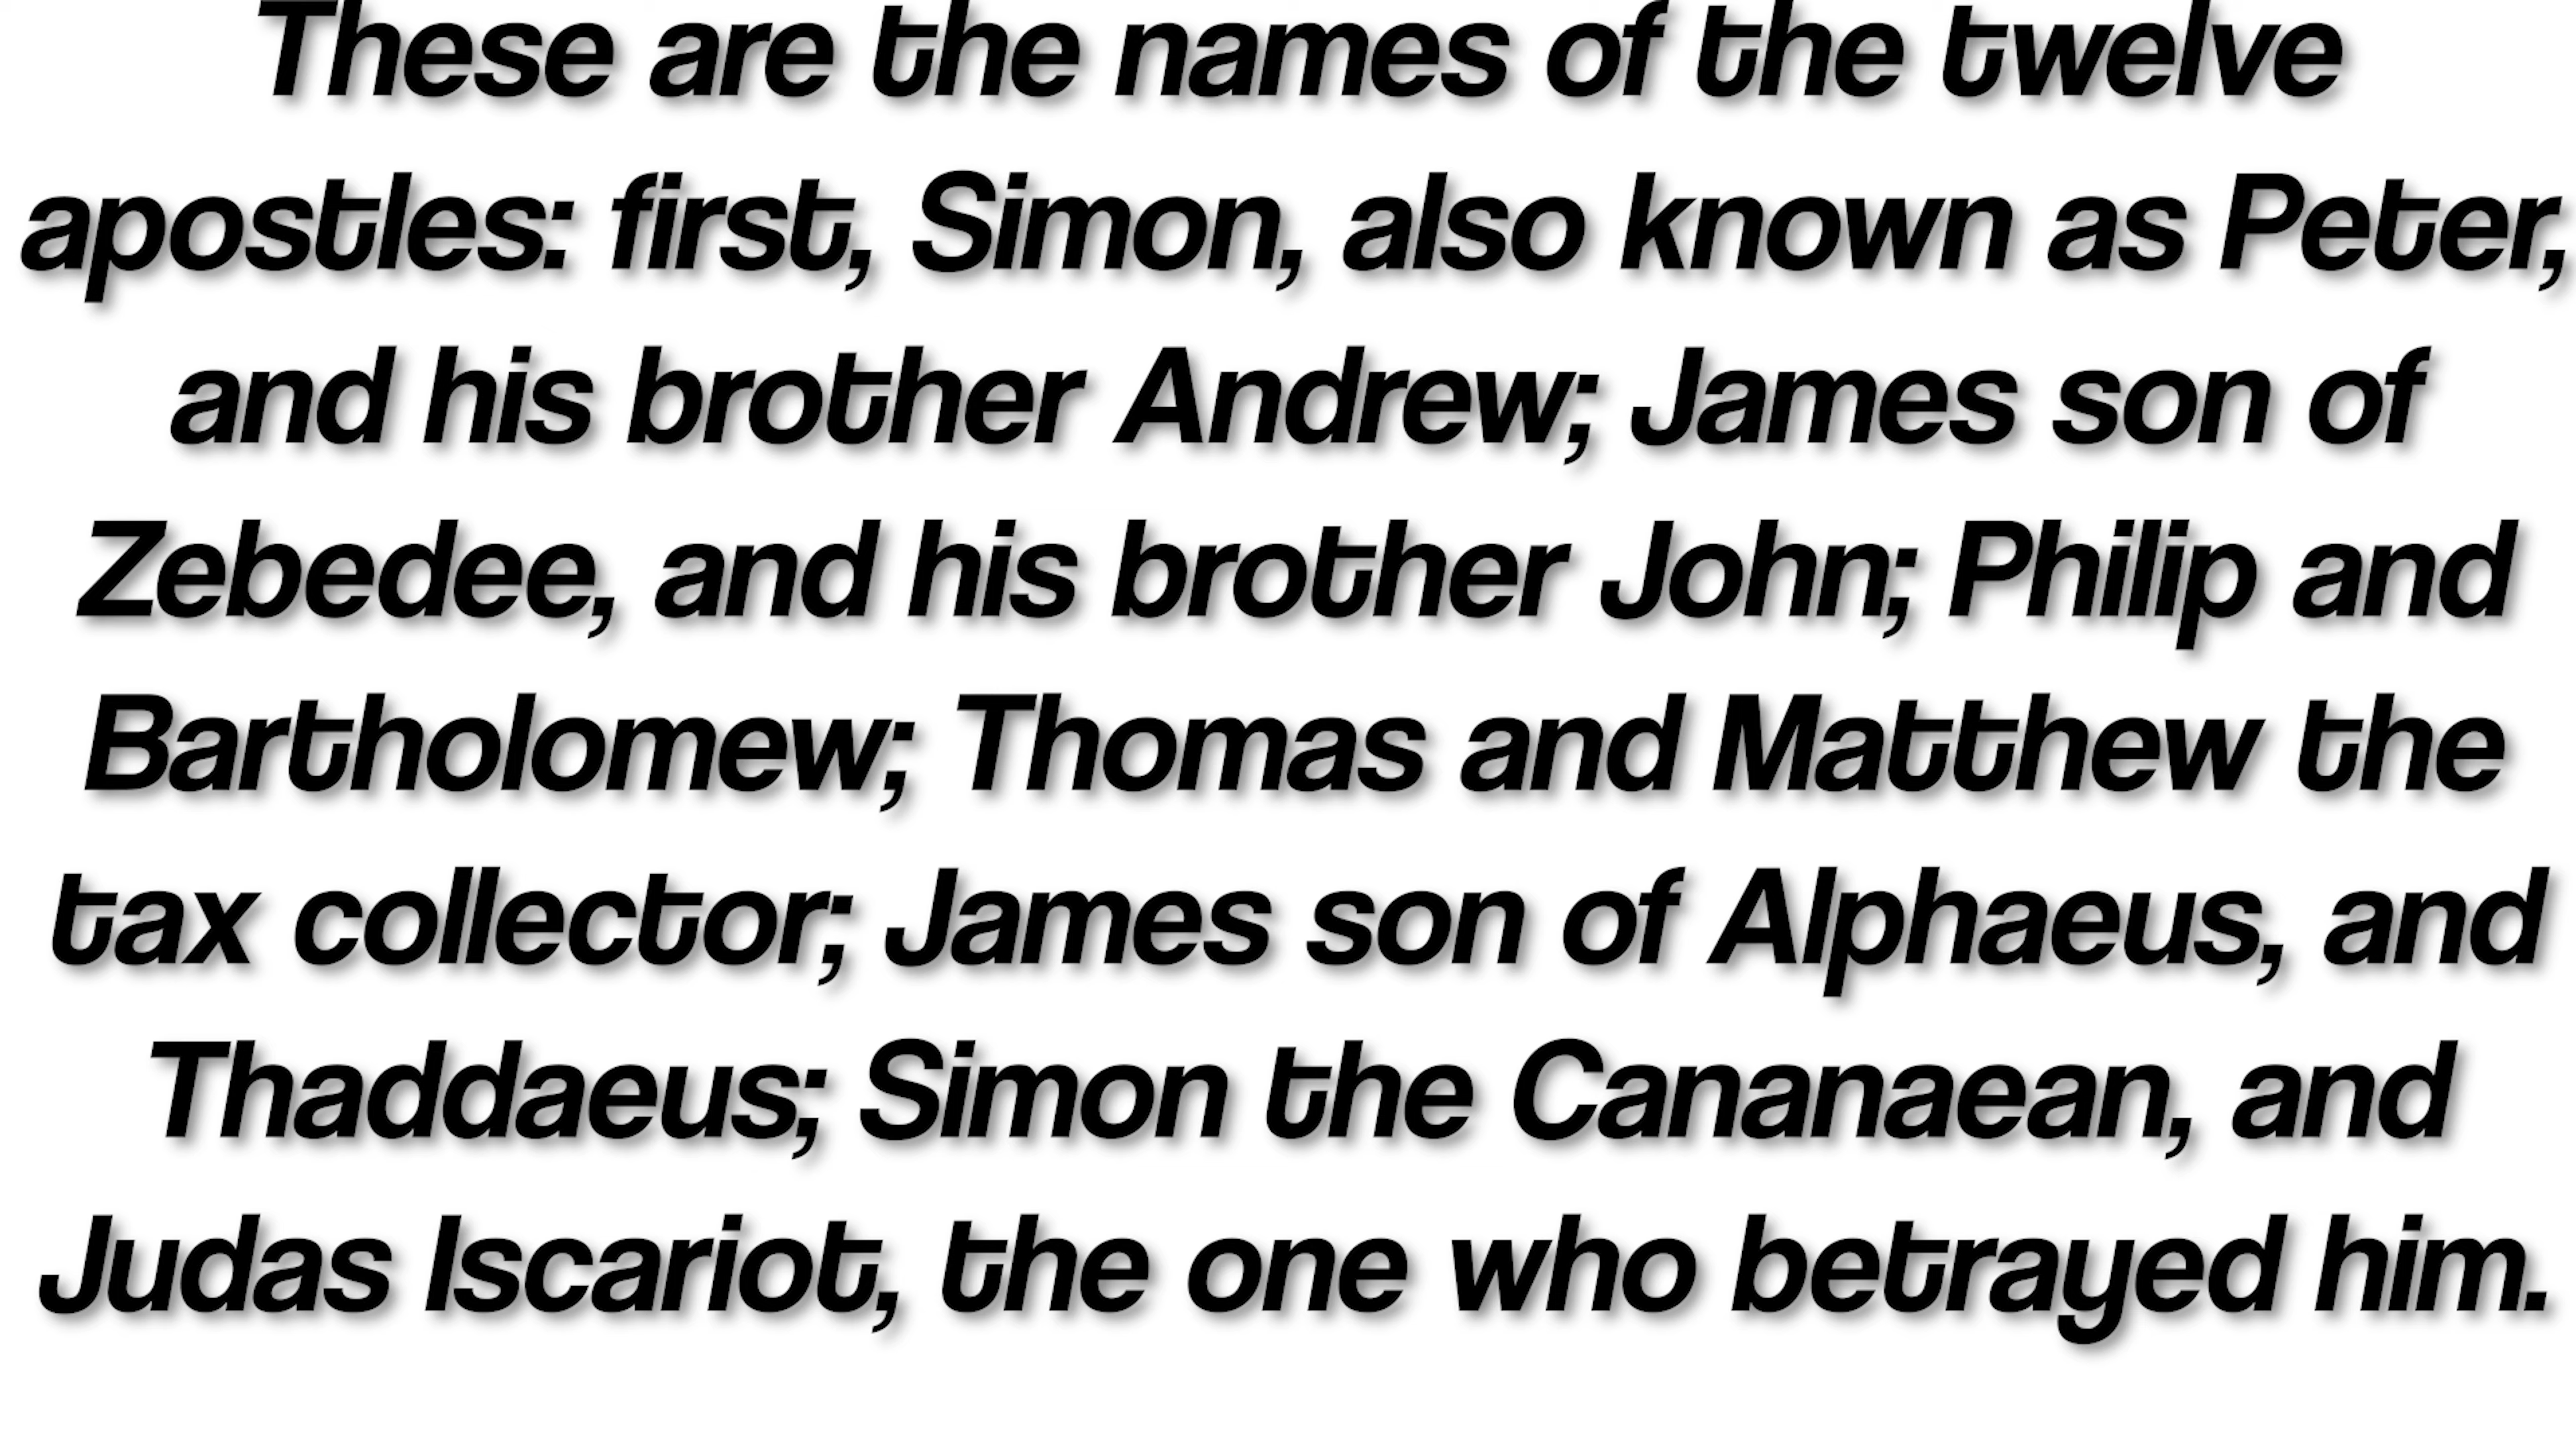 These are the names of the twelve
apostles: first, Simon, also known as Peter,
and his brother Andrew; James son of
Zebedee, and his brother John; Philip and
Bartholomew; Thomas and Matthew the
tax collector; James son of Alphaeus, and
Thaddaeus; Simon the Cananaean, and
Judas Iscariot, the one who betrayed him.